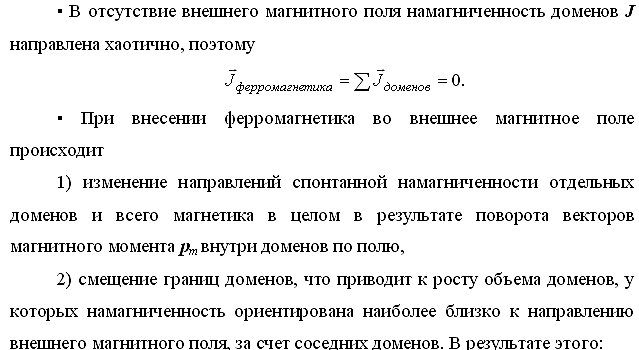 ▪ В отсутствие внешнего магнитного поля намагниченность доменов J
направлена хаотично, поэтому
J⃗ ферромагнетика = ∑ J⃗ доменов = 0.
▪ При внесении ферромагнетика во внешнее магнитное поле
происходит
1) изменение направлений спонтанной намагниченности отдельных
доменов и всего магнетика в целом в результате поворота векторов
магнитного момента pm внутри доменов по полю,
2) смещение границ доменов, что приводит к росту объема доменов, у
которых намагниченность ориентирована наиболее близко к направлению
внешнего магнитного поля, за счет соседних доменов. В результате этого: